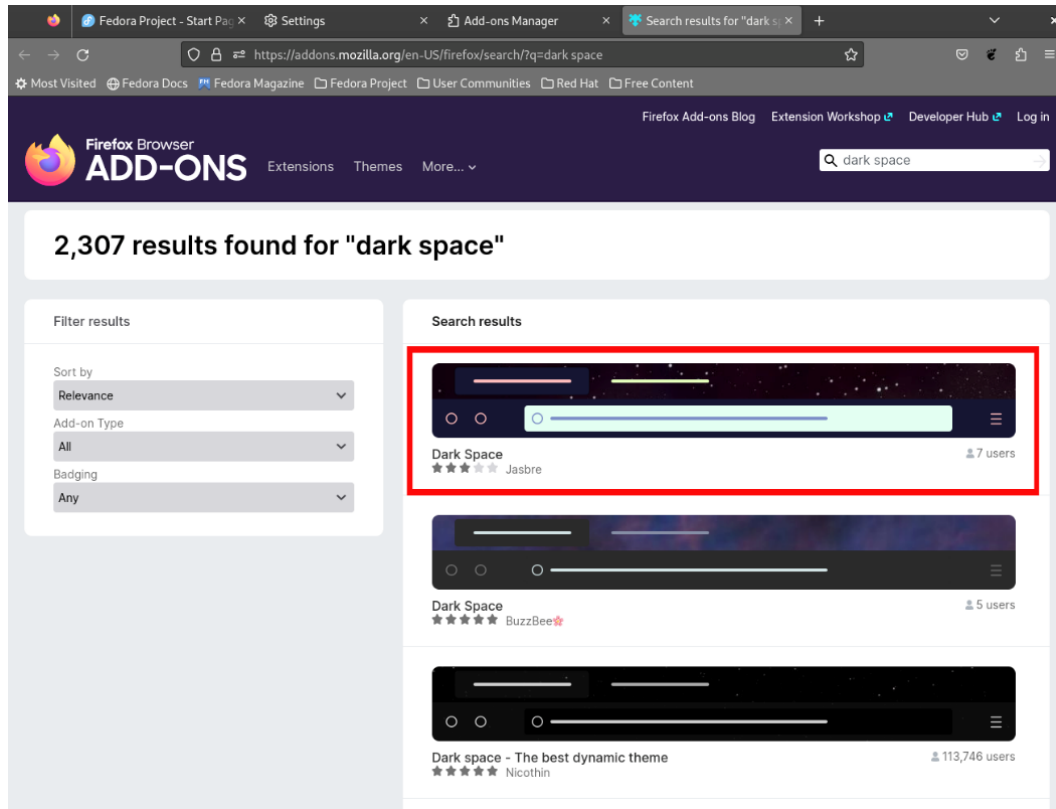 Fedora Project - Start Pag
Settings
Add-ons Manager
Search results for "dark sp
https://addons.mozilla.org/en-US/firefox/search/?q=dark space
Most Visited
Fedora Docs
Fedora Magazine
Fedora Project
User Communities
Red Hat
Free Content
Firefox Add-ons Blog
Extension Workshop
Developer Hub
Log in
Firefox Browser
ADD-ONS
Extensions
Themes
More...
dark space
2,307 results found for "dark space"
Filter results
Sort by
Relevance
Add-on Type
All
Badging
Any
Search results
Dark Space
7 users
Jasbre
Dark Space
5 users
BuzzBee
Dark space - The best dynamic theme
113,746 users
Nicothin